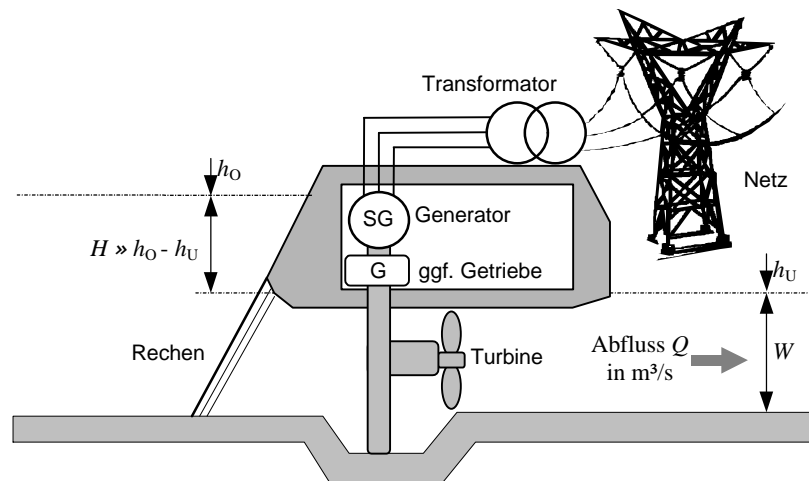 Transformator
h_O
Netz
SG Generator
H » h_O - h_U
G ggf. Getriebe
h_U
Rechen
Turbine
Abfluss Q
in m³/s
W